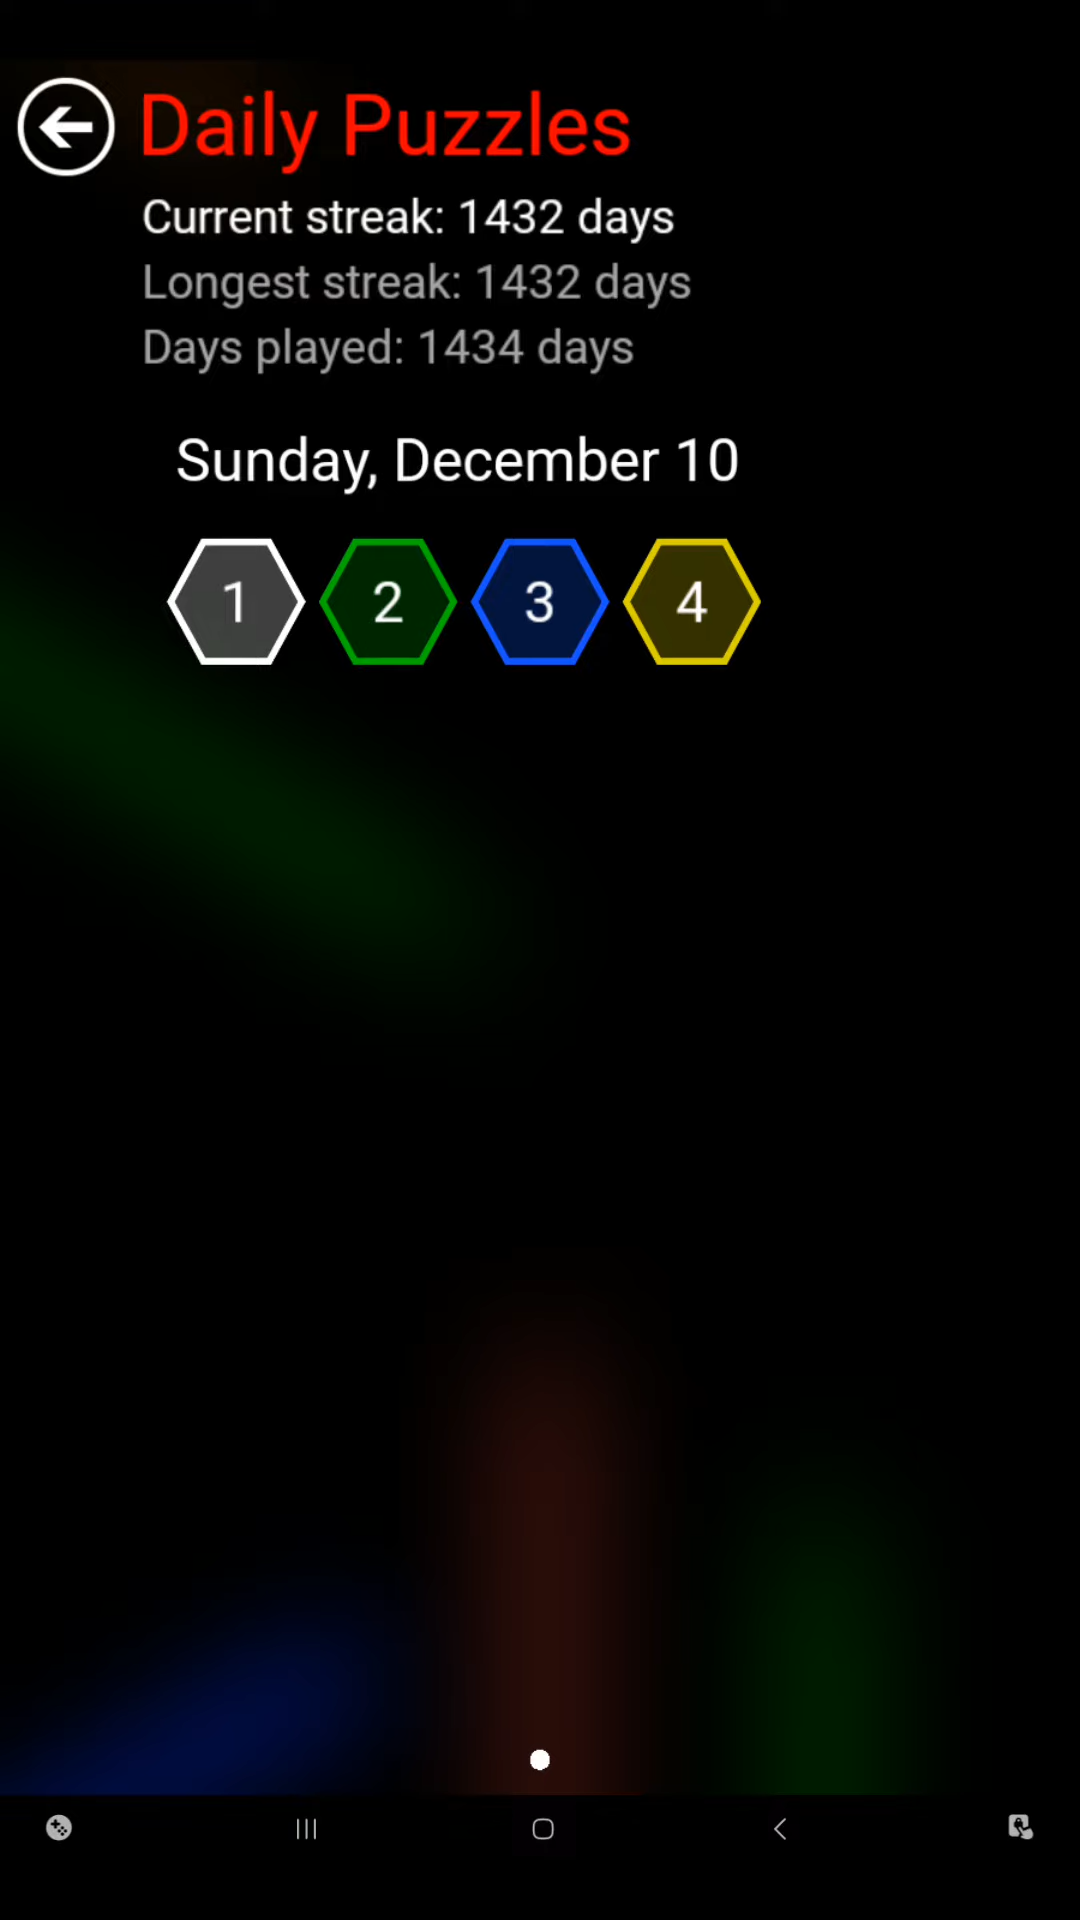 Daily Puzzles
Current streak: 1432 days
Longest streak: 1432 days
Days played: 1434 days
Sunday, December 10
1 2 3 4